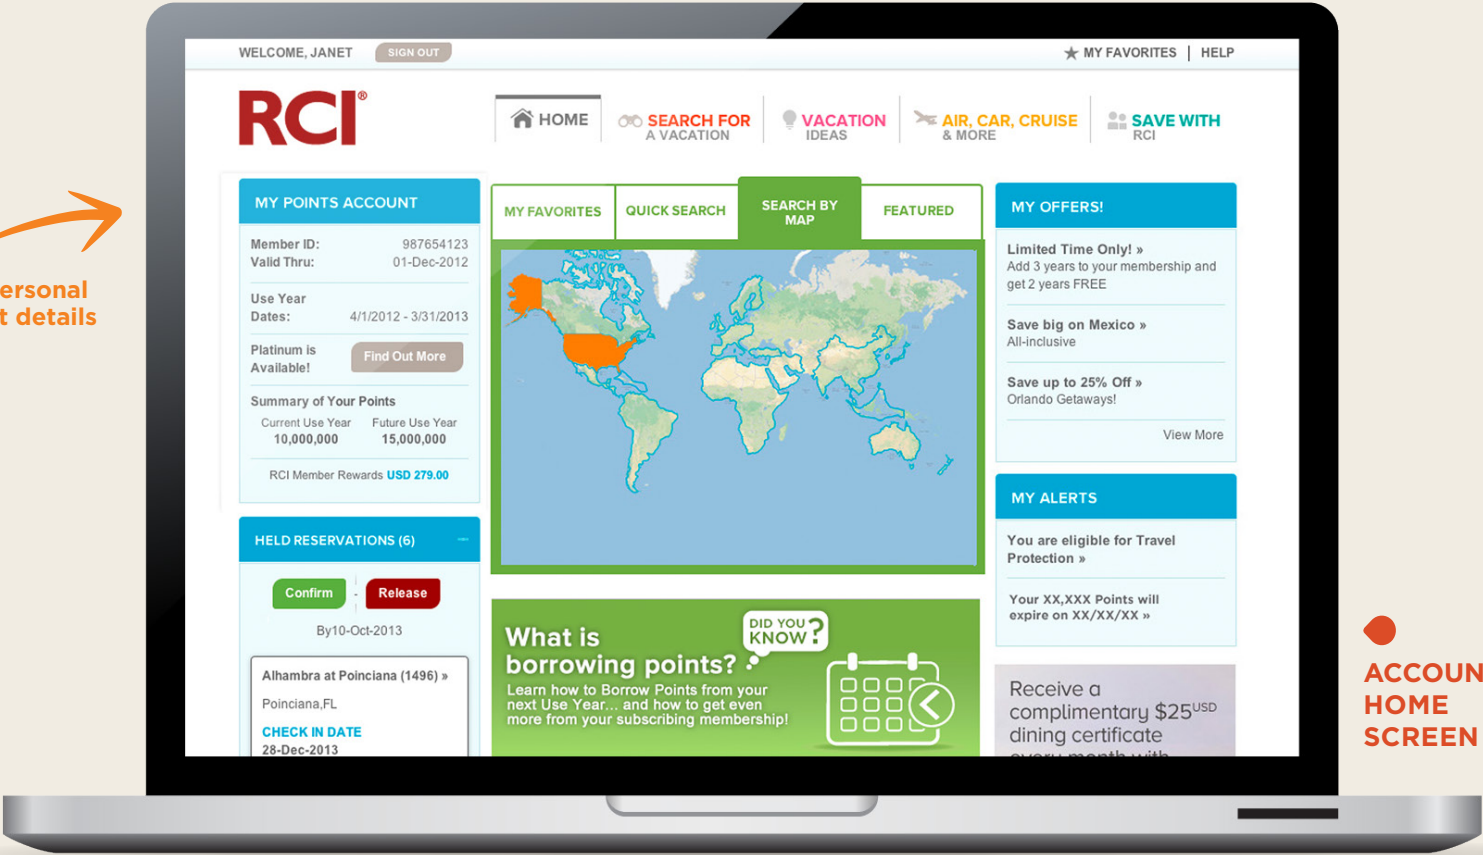 WELCOME, JANET
SIGN OUT
MY FAVORITES | HELP
RCI®
HOME
SEARCH FOR
A VACATION
VACATION
IDEAS
AIR, CAR, CRUISE
& MORE
SAVE WITH
RCI
ersonal
t details
MY POINTS ACCOUNT
Member ID: 987654123
Valid Thru: 01-Dec-2012
Use Year
Dates: 4/1/2012 - 3/31/2013
Platinum is
Available!
Find Out More
Summary of Your Points
Current Use Year Future Use Year
10,000,000 15,000,000
RCI Member Rewards USD 279.00
HELD RESERVATIONS (6)
Confirm - Release
By10-Oct-2013
Alhambra at Poinciana (1496) »
Poinciana,FL
CHECK IN DATE
28-Dec-2013
MY FAVORITES
QUICK SEARCH
SEARCH BY
MAP
FEATURED
What is
borrowing points?
DID YOU
KNOW?
Learn how to Borrow Points from your
next Use Year... and how to get even
more from your subscribing membership!
MY OFFERS!
Limited Time Only! »
Add 3 years to your membership and
get 2 years FREE
Save big on Mexico »
All-inclusive
Save up to 25% Off »
Orlando Getaways!
View More
MY ALERTS
You are eligible for Travel
Protection »
Your XX,XXX Points will
expire on XX/XX/XX »
Receive a
complimentary $25USD
dining certificate
every month with
ACCOUN
HOME
SCREEN